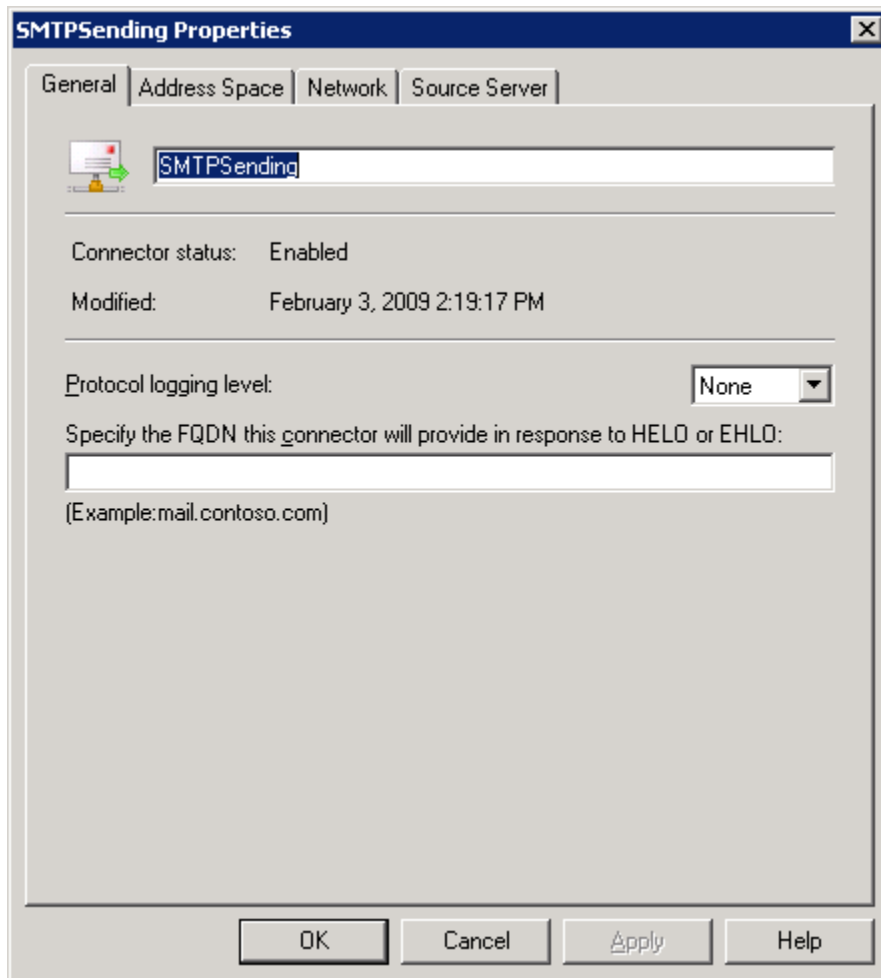 SMTPSending Properties
General Address Space Network Source Server
SMTPSending
Connector status: Enabled
Modified: February 3, 2009 2:19:17 PM
Protocol logging level: None
Specify the FQDN this connector will provide in response to HELO or EHLO:
(Example:mail.contoso.com)
OK Cancel Apply Help